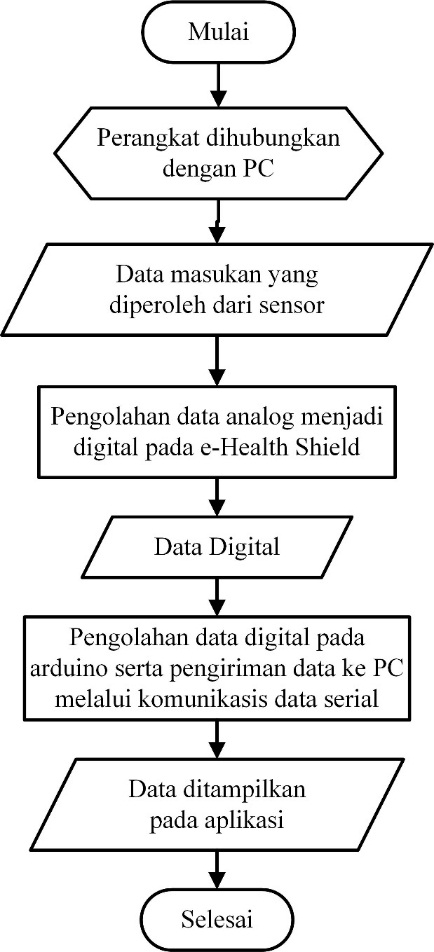 Mulai
Perangkat dihubungkan
dengan PC
Data masukan yang
diperoleh dari sensor
Pengolahan data analog menjadi
digital pada e-Health Shield
Data Digital
Pengolahan data digital pada
arduino serta pengiriman data ke PC
melalui komunikasis data serial
Data ditampilkan
pada aplikasi
Selesai